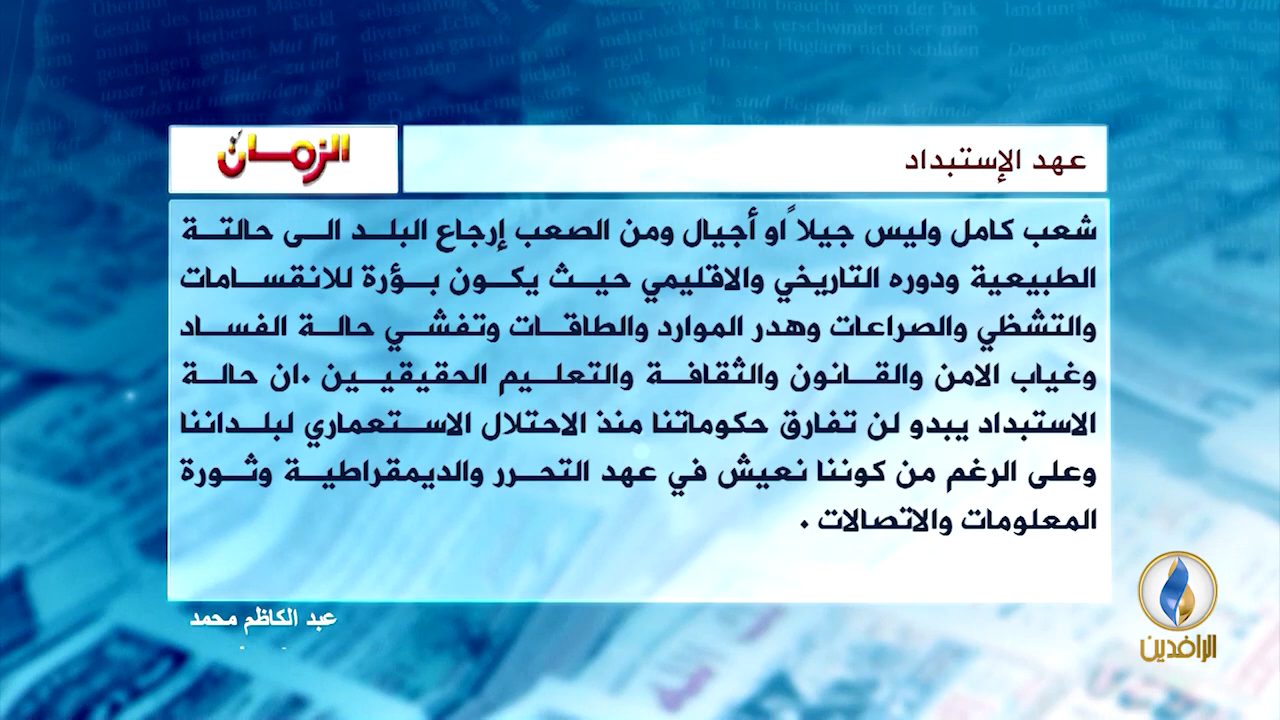 الزمان
عهد الإستبداد
شعب كامل وليس جيلاً او أجيال ومن الصعب إرجاع البلد الى حالتة
الطبيعية ودوره التاريخي والاقليمي حيث يكون بؤرة للانقسامات
والتشظي والصراعات وهدر الموارد والطاقات وتفشي حالة الفساد
وغياب الامن والقانون والثقافة والتعليم الحقيقيين .ان حالة
الاستبداد يبدو لن تفارق حكوماتنا منذ الاحتلال الاستعماري لبلداننا
وعلى الرغم من كوننا نعيش في عهد التحرر والديمقراطية وثورة
المعلومات والاتصالات .
عبد الكاظم محمد
الرافدين